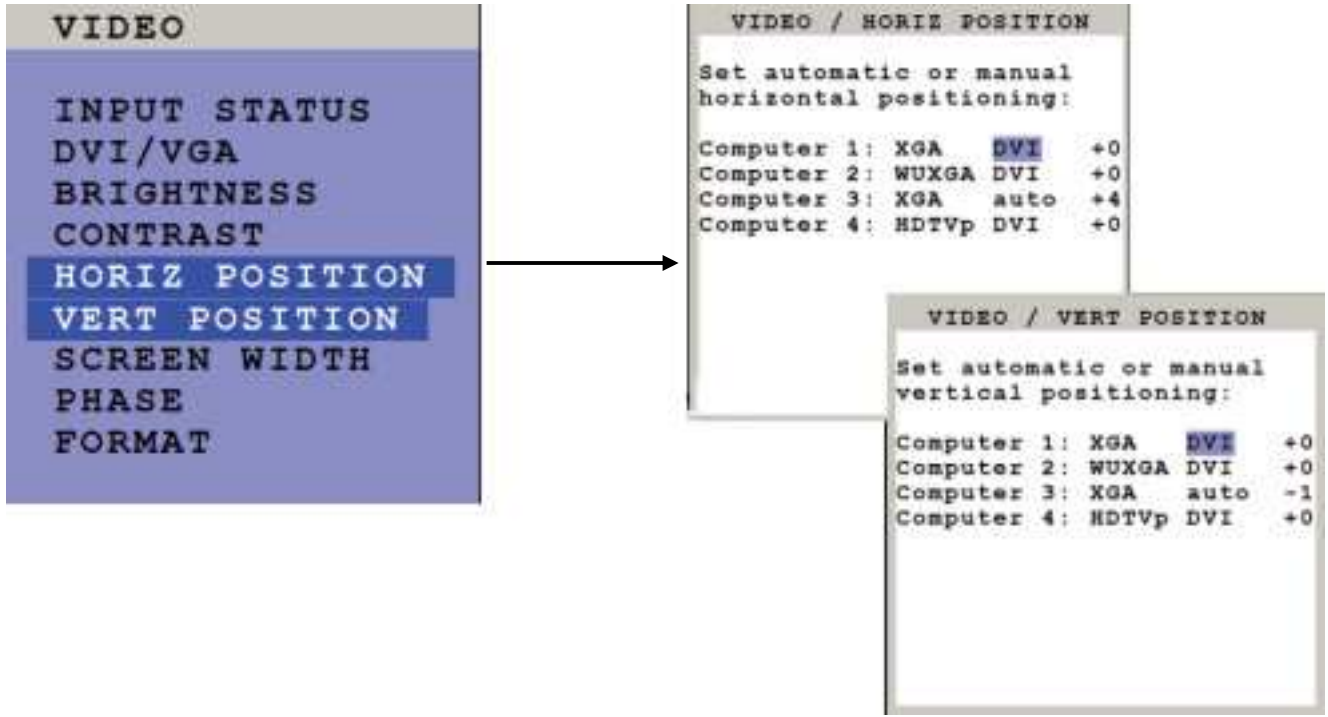 VIDEO
INPUT STATUS
DVI/VGA
BRIGHTNESS
CONTRAST
HORIZ POSITION
VERT POSITION
SCREEN WIDTH
PHASE
FORMAT
VIDEO / HORIZ POSITION
Set automatic or manual
horizontal positioning:
Computer 1: XGA DVI +0
Computer 2: WUXGA DVI +0
Computer 3: XGA auto +4
Computer 4: HDTVp DVI +0
VIDEO / VERT POSITION
Set automatic or manual
vertical positioning:
Computer 1: XGA DVI +0
Computer 2: WUXGA DVI +0
Computer 3: XGA auto -1
Computer 4: HDTVp DVI +0